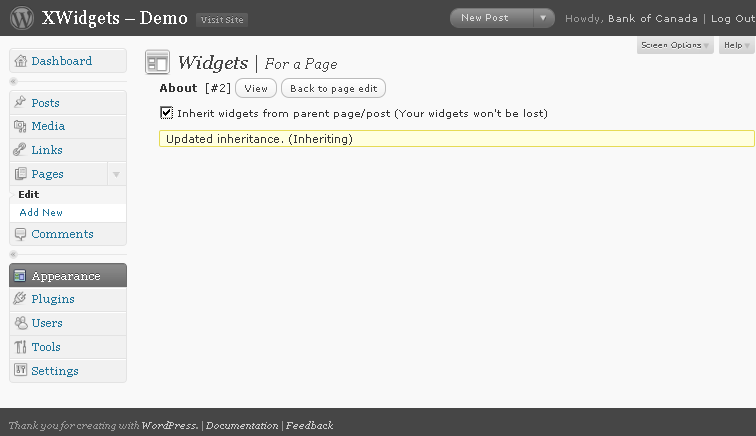 XWidgets – Demo Visit Site New Post Howdy, Bank of Canada | Log Out
Screen Options Help
Dashboard
Posts
Media
Links
Pages
Edit
Add New
Comments
Appearance
Plugins
Users
Tools
Settings
Widgets | For a Page
About [#2] View Back to page edit
Inherit widgets from parent page/post (Your widgets won't be lost)
Updated inheritance. (Inheriting)
Thank you for creating with WordPress. | Documentation | Feedback